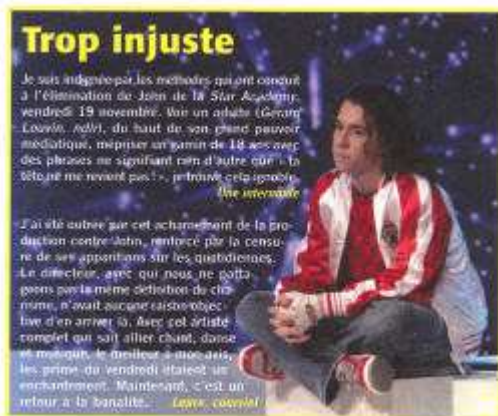 Trop injuste
Je suis indignée par les méthodes qui ont conduit
à l'élimination de John de la Star Academy,
vendredi 19 novembre. Voir un adulte (Gérard
Louvin, ndlr), du haut de son grand pouvoir
médiatique, mépriser un gamin de 18 ans avec
des phrases ne signifiant rien d'autre que « ta
tête ne me revient pas ! », je trouve cela ignoble.
Une internaute
J'ai été outrée par cet acharnement de la pro-
duction contre John, renforcé par la censu-
re de ses apparitions sur les quotidiennes.
Le directeur, avec qui nous ne parta-
geons pas la même définition du cha-
risme, n'avait aucune raison objec-
tive d'en arriver là. Avec cet artiste
complet qui sait allier chant, danse
et musique, le meilleur à mon avis,
les prime du vendredi étaient un
enchantement. Maintenant, c'est un
retour à la banalité. Laure, courriel